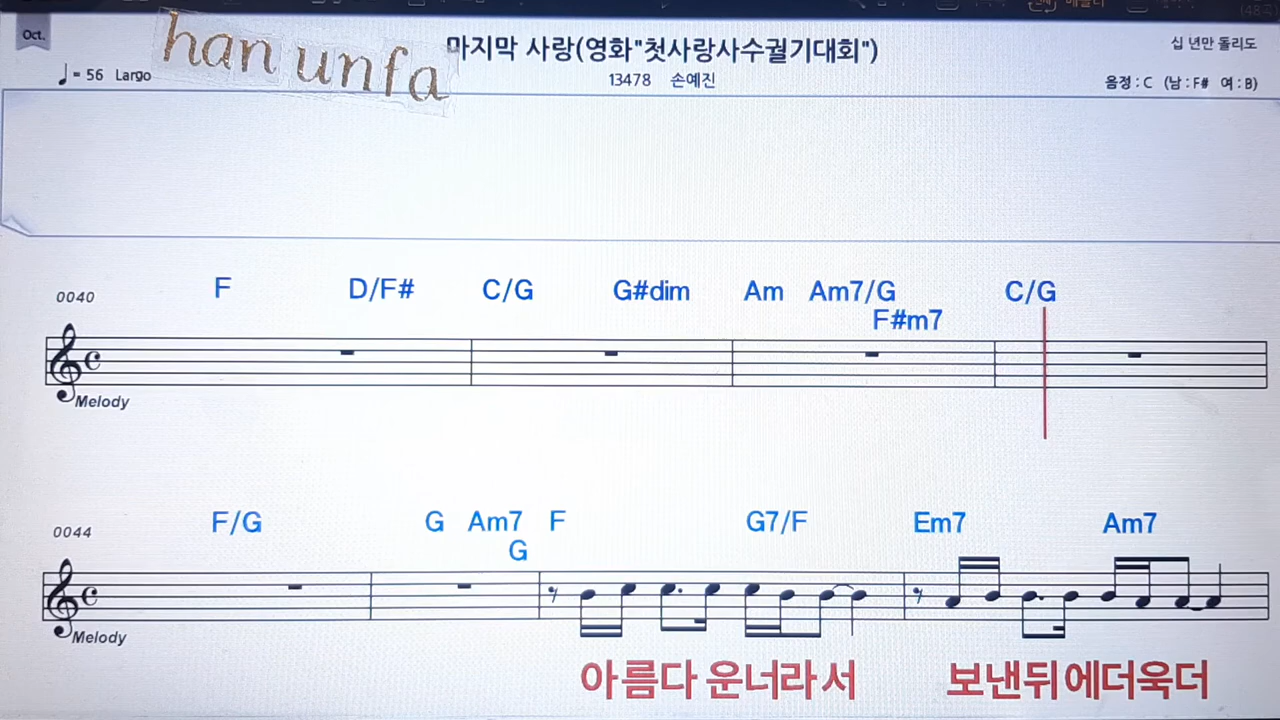 Oct.
han unfa
마지막 사랑(영화"첫사랑사수궐기대회")
십 년만 돌리도
♩= 56 Largo
13478 손예진
음정 : C (남 : F# 여 : B)
0040
F D/F# C/G G#dim Am Am7/G C/G
F#m7
Melody
0044
F/G G Am7 F G7/F Em7 Am7
G
Melody
아름다 운너라서 보낸뒤에더욱더